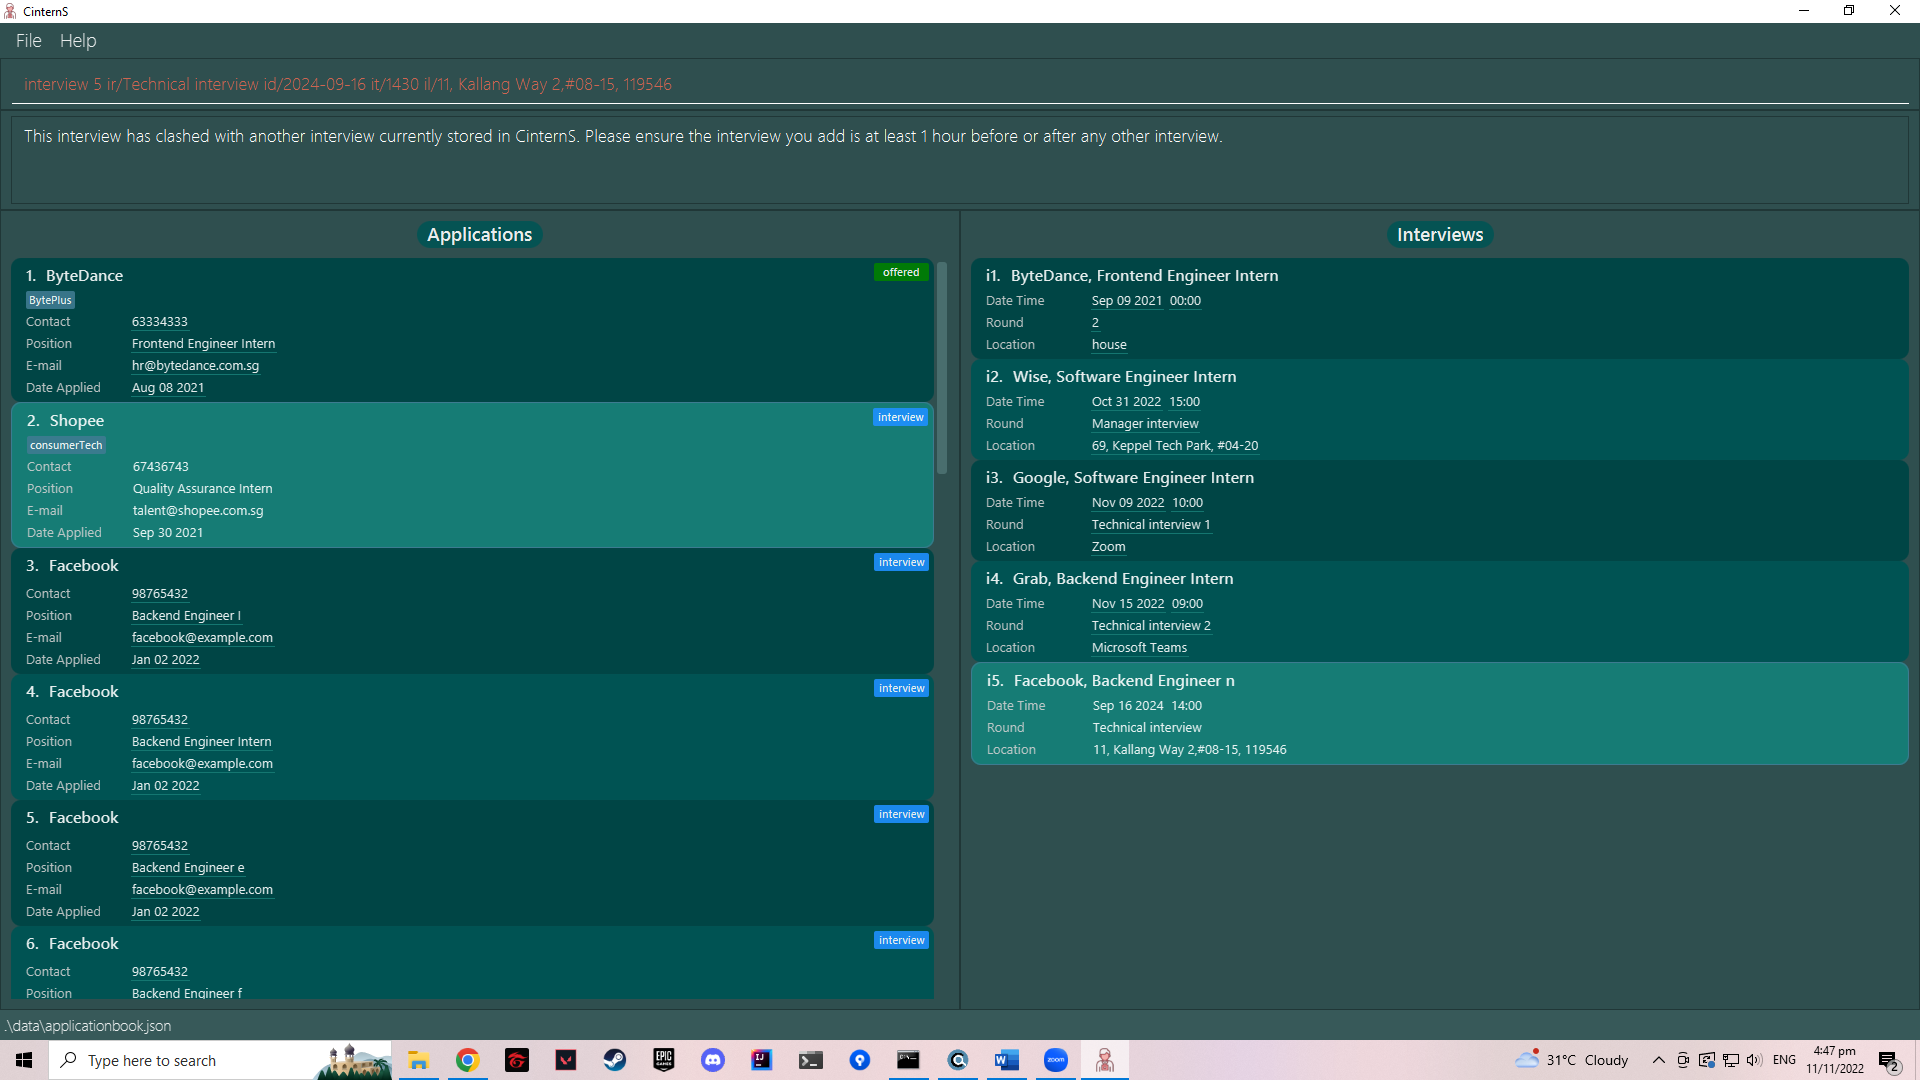 CinternS
File Help
interview 5 ir/Technical interview id/2024-09-16 it/1430 il/11, Kallang Way 2,#08-15, 119546
This interview has clashed with another interview currently stored in CinternS. Please ensure the interview you add is at least 1 hour before or after any other interview.
Applications
1. ByteDance offered
BytePlus
Contact 63334333
Position Frontend Engineer Intern
E-mail hr@bytedance.com.sg
Date Applied Aug 08 2021
2. Shopee interview
consumerTech
Contact 67436743
Position Quality Assurance Intern
E-mail talent@shopee.com.sg
Date Applied Sep 30 2021
3. Facebook interview
Contact 98765432
Position Backend Engineer I
E-mail facebook@example.com
Date Applied Jan 02 2022
4. Facebook interview
Contact 98765432
Position Backend Engineer Intern
E-mail facebook@example.com
Date Applied Jan 02 2022
5. Facebook interview
Contact 98765432
Position Backend Engineer e
E-mail facebook@example.com
Date Applied Jan 02 2022
6. Facebook interview
Contact 98765432
Position Backend Engineer f
Interviews
i1. ByteDance, Frontend Engineer Intern
Date Time Sep 09 2021 00:00
Round 2
Location house
i2. Wise, Software Engineer Intern
Date Time Oct 31 2022 15:00
Round Manager interview
Location 69, Keppel Tech Park, #04-20
i3. Google, Software Engineer Intern
Date Time Nov 09 2022 10:00
Round Technical interview 1
Location Zoom
i4. Grab, Backend Engineer Intern
Date Time Nov 15 2022 09:00
Round Technical interview 2
Location Microsoft Teams
i5. Facebook, Backend Engineer n
Date Time Sep 16 2024 14:00
Round Technical interview
Location 11, Kallang Way 2,#08-15, 119546
.\data\applicationbook.json
Type here to search
EPIC GAMES
IJ
zoom
31°C Cloudy
ENG
4:47 pm
11/11/2022
2